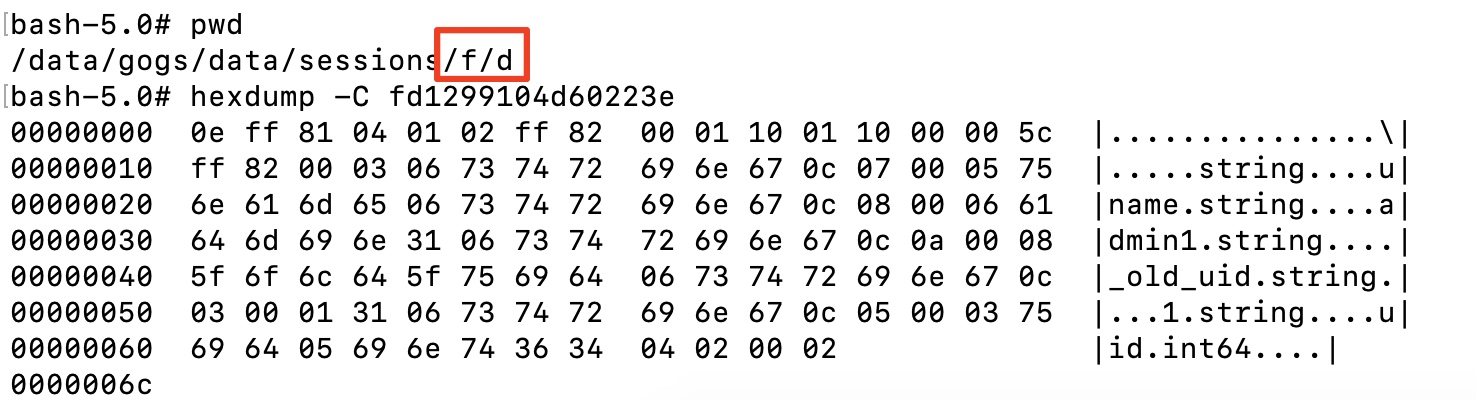 [bash-5.0# pwd
/data/gogs/data/sessions/f/d
[bash-5.0# hexdump -C fd1299104d60223e
00000000  0e ff 81 04 01 02 ff 82  00 01 10 01 10 00 00 5c  |...............\|
00000010  ff 82 00 03 06 73 74 72  69 6e 67 0c 07 00 05 75  |.....string....u|
00000020  6e 61 6d 65 06 73 74 72  69 6e 67 0c 08 00 06 61  |name.string....a|
00000030  64 6d 69 6e 31 06 73 74  72 69 6e 67 0c 0a 00 08  |dmin1.string....|
00000040  5f 6f 6c 64 5f 75 69 64  06 73 74 72 69 6e 67 0c  |_old_uid.string.|
00000050  03 00 01 31 06 73 74 72  69 6e 67 0c 05 00 03 75  |...1.string....u|
00000060  69 64 05 69 6e 74 36 34  04 02 00 02              |id.int64....|
0000006c